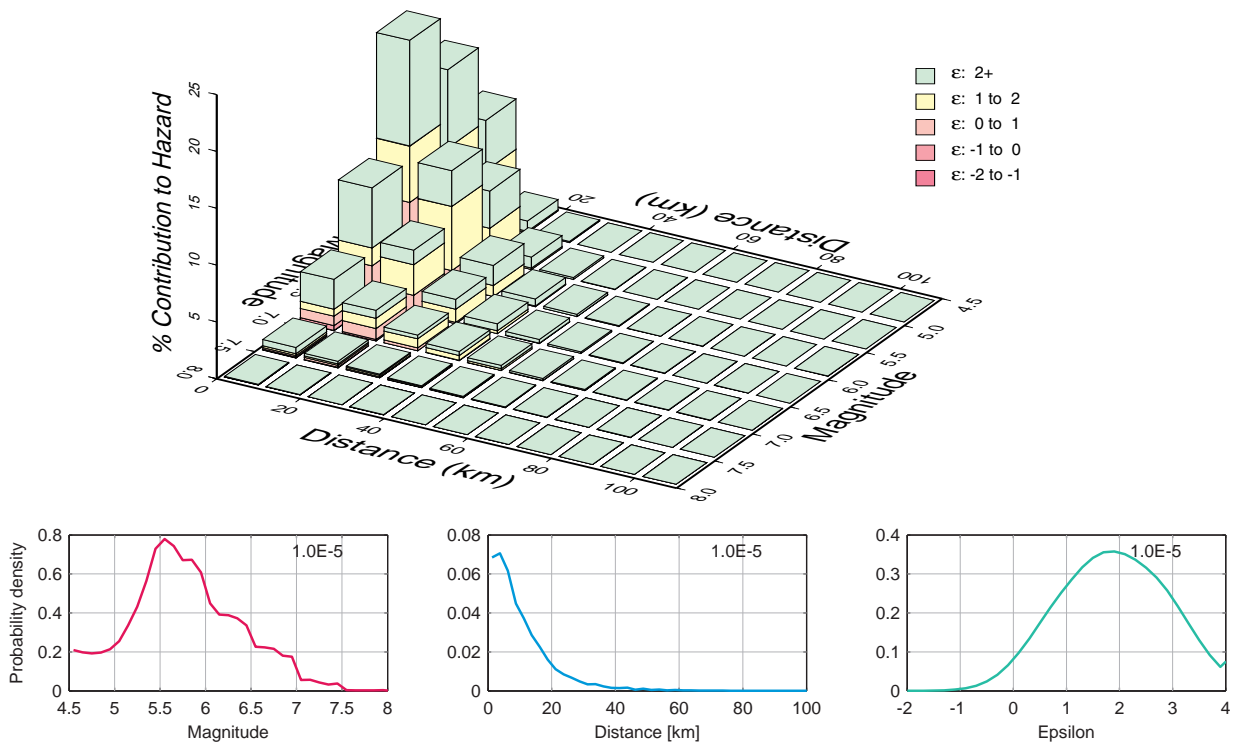 ε: 2+
ε: 1 to 2
ε: 0 to 1
ε: -1 to 0
ε: -2 to -1
% Contribution to Hazard
25
20
15
10
5
0
Magnitude
7.0
7.5
8.0
0
20
40
60
80
100
Distance (km)
20
40
60
80
100
Distance (km)
4.5
5.0
5.5
6.0
6.5
7.0
7.5
8.0
Magnitude
Probability density
0.8
0.6
0.4
0.2
0
1.0E-5
4.5 5 5.5 6 6.5 7 7.5 8
Magnitude
0.08
0.06
0.04
0.02
0
1.0E-5
0 20 40 60 80 100
Distance [km]
0.4
0.3
0.2
0.1
0
1.0E-5
-2 -1 0 1 2 3 4
Epsilon